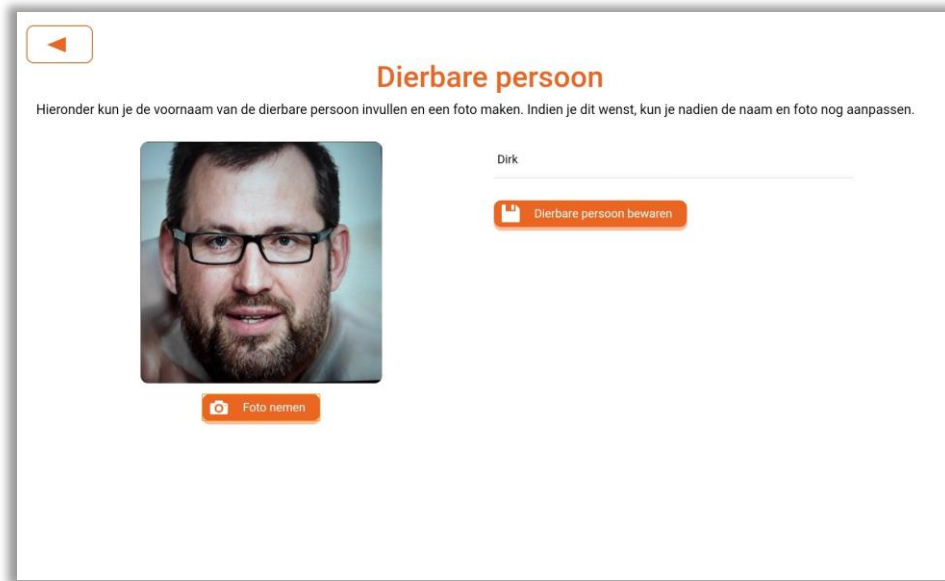 Dierbare persoon
Hieronder kun je de voornaam van de dierbare persoon invullen en een foto maken. Indien je dit wenst, kun je nadien de naam en foto nog aanpassen.
Dirk
Dierbare persoon bewaren
Foto nemen